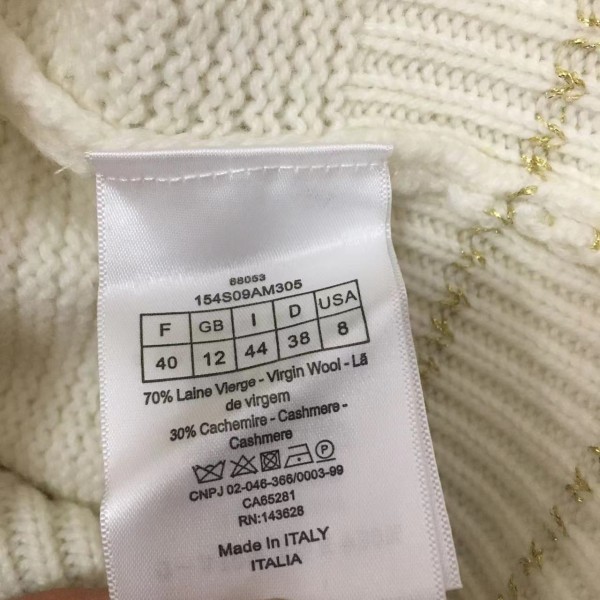 68053
154S09AM305
F GB I D USA
40 12 44 38 8
70% Laine Vierge - Virgin Wool - Lã
de virgem
30% Cachemire - Cashmere -
Cashmere
P
CNPJ 02-046-366/0003-99
CA65281
RN:143628
Made In ITALY
ITALIA